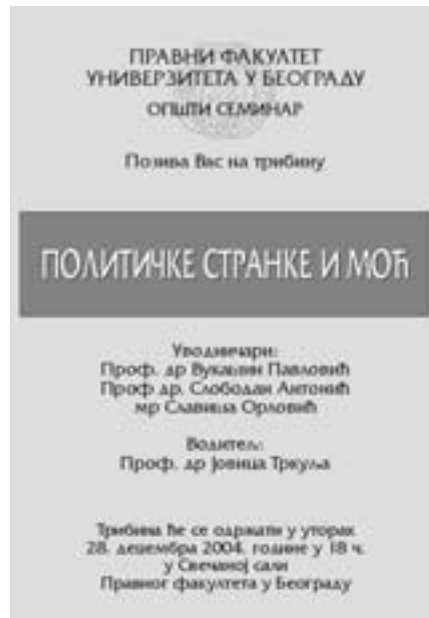 ПРАВНИ ФАКУЛТЕТ
УНИВЕРЗИТЕТА У БЕОГРАДУ
ОПШТИ СЕМИНАР
Позива Вас на трибину
ПОЛИТИЧКЕ СТРАНКЕ И МОЋ
Уводничари:
Проф. др Вукашин Павловић
Проф др. Слободан Антонић
мр Славиша Орловић
Водитељ:
Проф. др Јовица Тркуља
Трибина ће се одржати у уторак
28. децембра 2004. године у 18 ч.
у Свечаној сали
Правног факултета у Београду